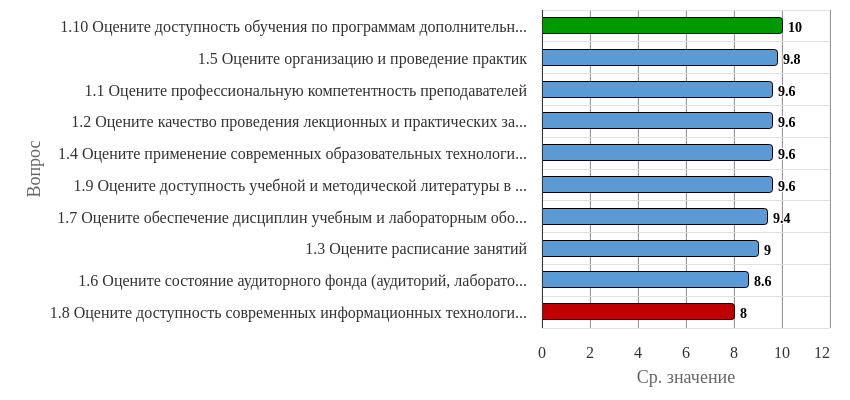 1.10 Оцените доступность обучения по программам дополнительн... 10
1.5 Оцените организацию и проведение практик 9.8
1.1 Оцените профессиональную компетентность преподавателей 9.6
1.2 Оцените качество проведения лекционных и практических за... 9.6
1.4 Оцените применение современных образовательных технологи... 9.6
1.9 Оцените доступность учебной и методической литературы в ... 9.6
1.7 Оцените обеспечение дисциплин учебным и лабораторным обо... 9.4
1.3 Оцените расписание занятий 9
1.6 Оцените состояние аудиторного фонда (аудиторий, лаборато... 8.6
1.8 Оцените доступность современных информационных технологи... 8
Вопрос
0 2 4 6 8 10 12
Ср. значение